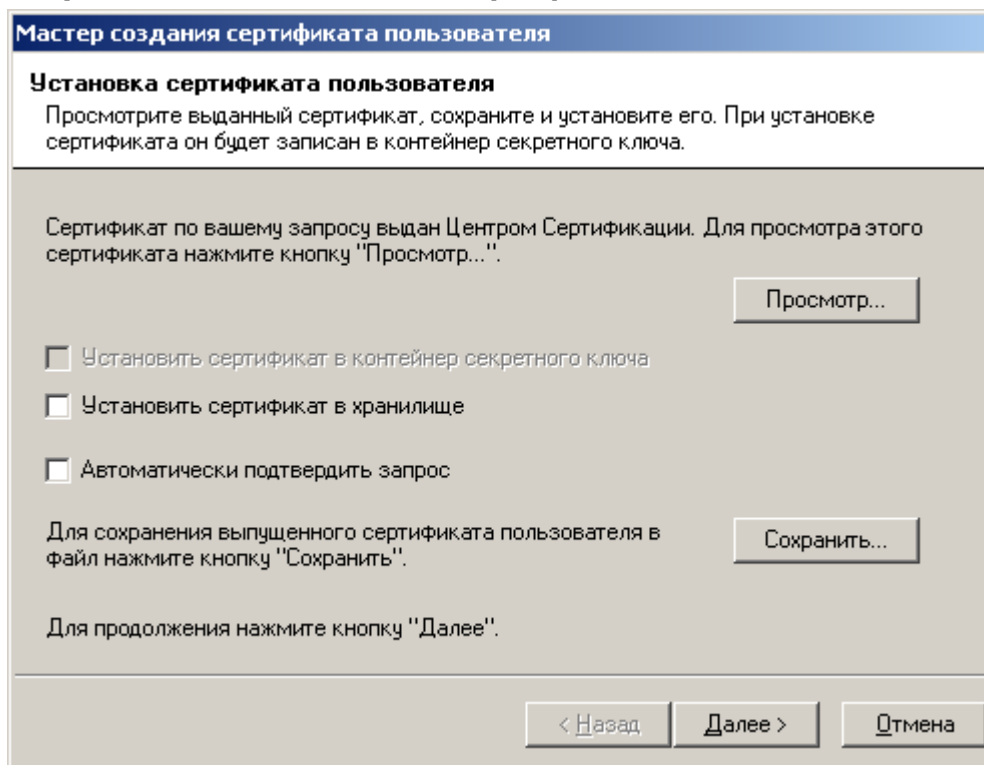 Мастер создания сертификата пользователя
Установка сертификата пользователя
Просмотрите выданный сертификат, сохраните и установите его. При установке
сертификата он будет записан в контейнер секретного ключа.
Сертификат по вашему запросу выдан Центром Сертификации. Для просмотра этого
сертификата нажмите кнопку "Просмотр...".
Просмотр...
Установить сертификат в контейнер секретного ключа
Установить сертификат в хранилище
Автоматически подтвердить запрос
Для сохранения выпущенного сертификата пользователя в
файл нажмите кнопку "Сохранить".
Сохранить...
Для продолжения нажмите кнопку "Далее".
< Назад
Далее >
Отмена